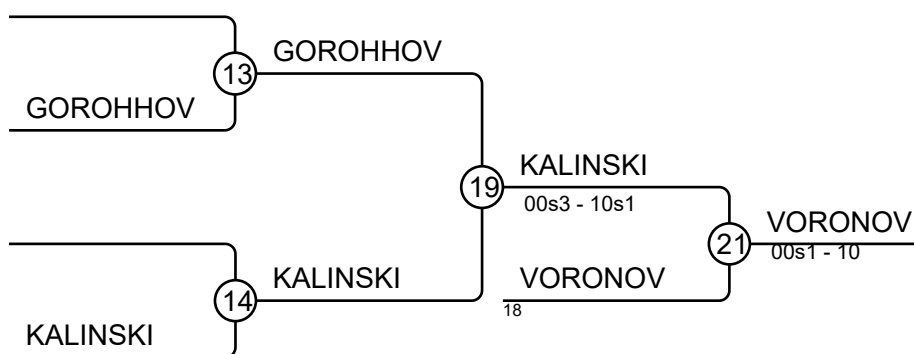 GOROHHOV
13
GOROHHOV
KALINSKI
19
00s3 - 10s1
VORONOV
21
00s1 - 10
KALINSKI
VORONOV
14
18
KALINSKI